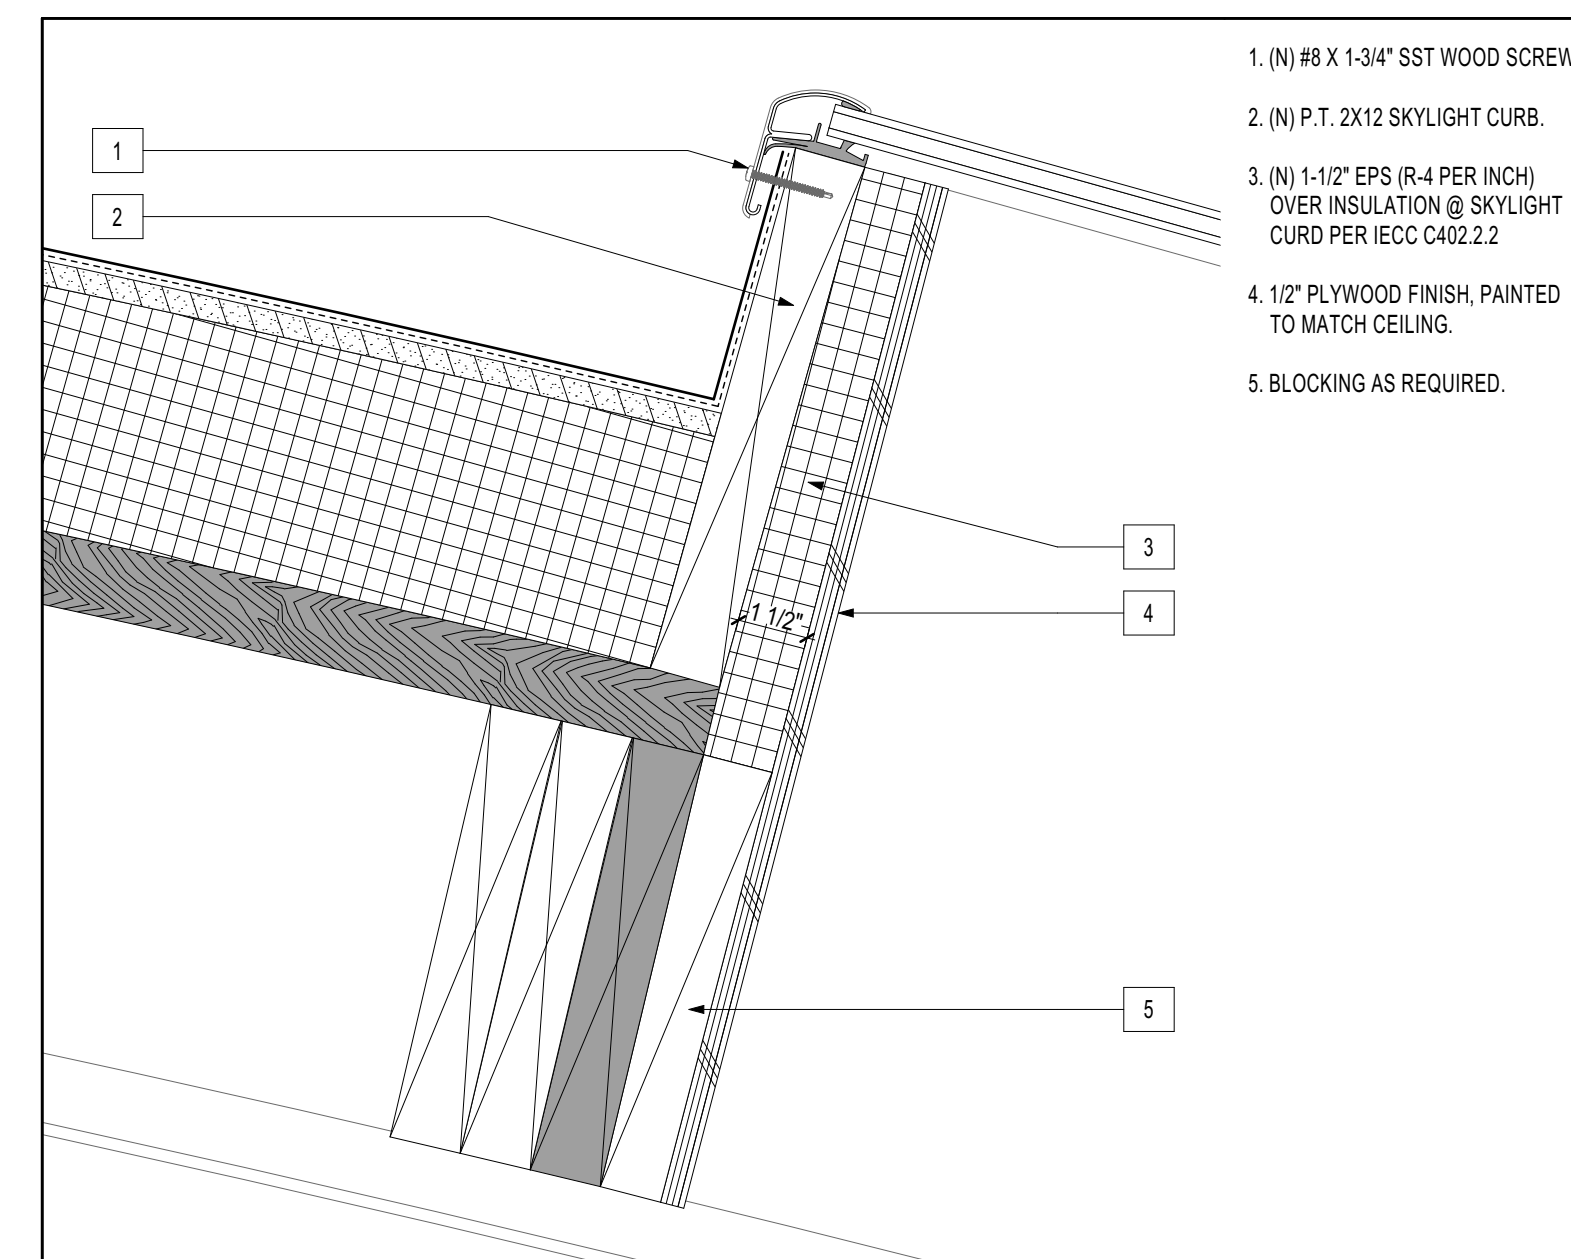 1. (N) #8 X 1-3/4" SST WOOD SCREW
2. (N) P.T. 2X12 SKYLIGHT CURB.
3. (N) 1-1/2" EPS (R-4 PER INCH)
OVER INSULATION @ SKYLIGHT
CURD PER IECC C402.2.2
4. 1/2" PLYWOOD FINISH, PAINTED
TO MATCH CEILING.
5. BLOCKING AS REQUIRED.
1
2
3
1 1/2"
4
5